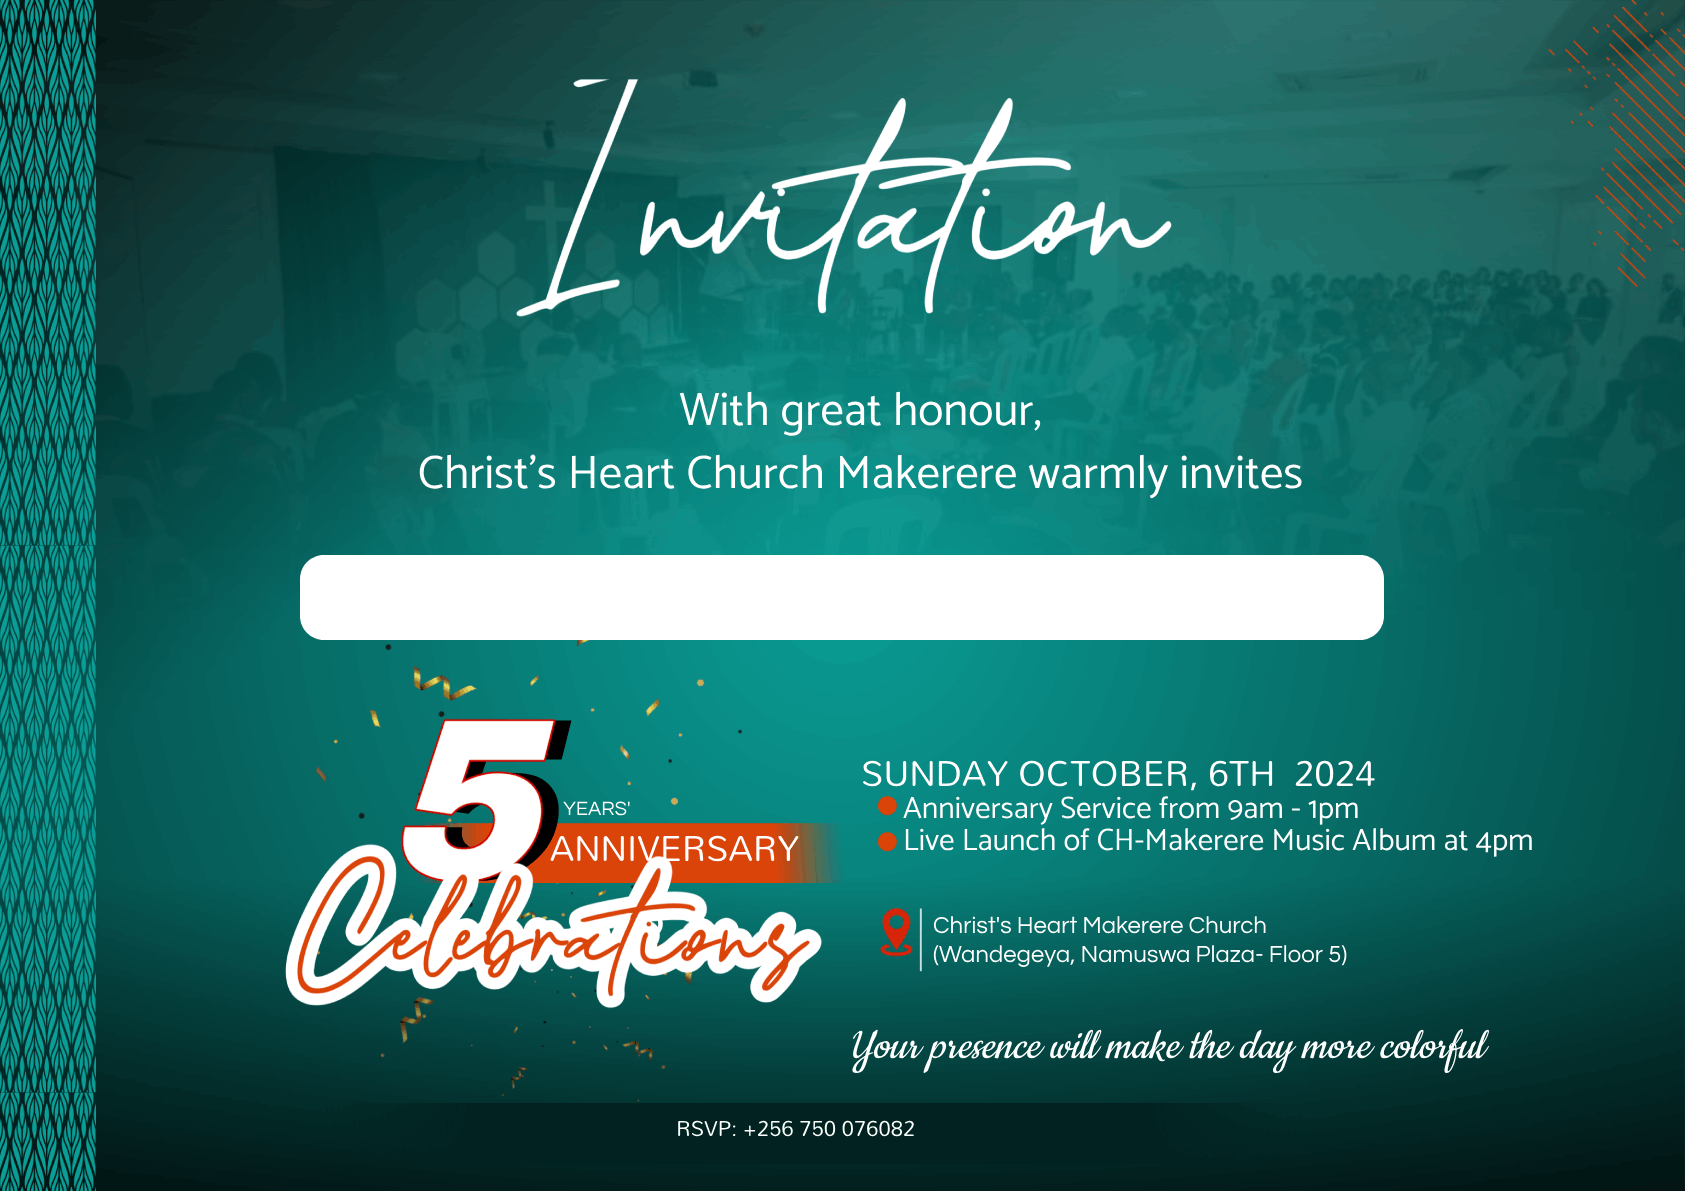 Invitation
With great honour,
Christ's Heart Church Makerere warmly invites
5
YEARS'
ANNIVERSARY
Celebrations
SUNDAY OCTOBER, 6TH 2024
Anniversary Service from 9am - 1pm
Live Launch of CH-Makerere Music Album at 4pm
Christ's Heart Makerere Church
(Wandegeya, Namuswa Plaza- Floor 5)
Your presence will make the day more colorful
RSVP: +256 750 076082